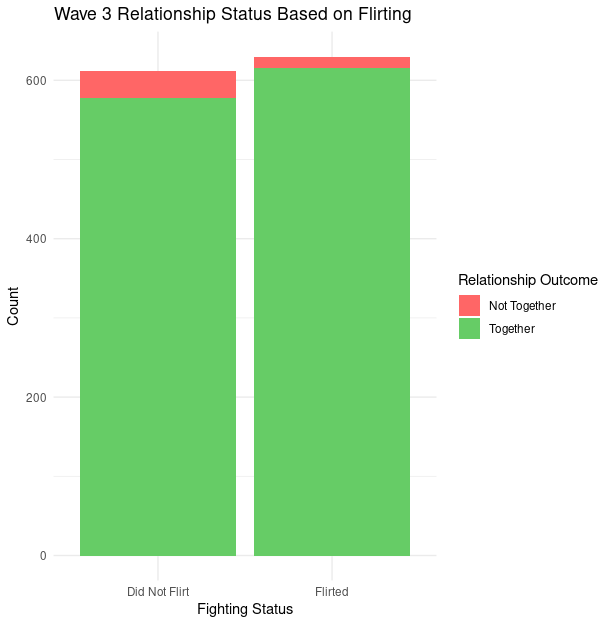 Wave 3 Relationship Status Based on Flirting
600
400
200
0
Count
Did Not Flirt
Flirted
Fighting Status
Relationship Outcome
Not Together
Together